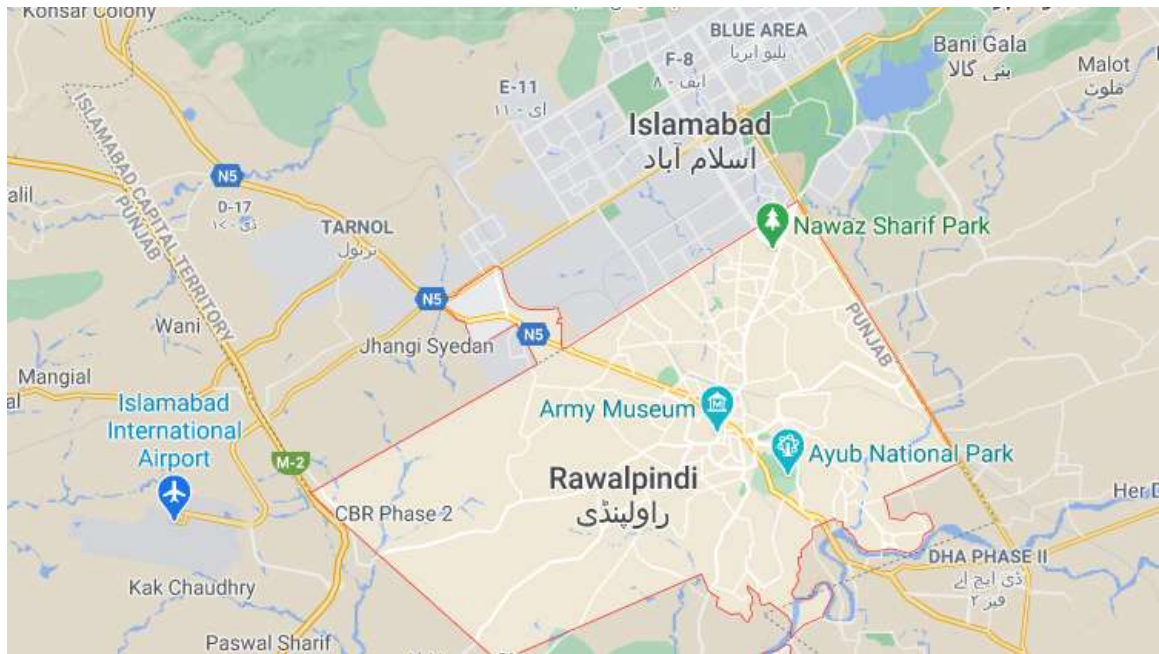 Konsar Colony
BLUE AREA
بلیو ایریا
Bani Gala
بنی گالا
Malot
ملوٹ
F-8
ایف - ۸
E-11
ای - ۱۱
Islamabad
اسلام آباد
ISLAMABAD CAPITAL TERRITORY
PUNJAB
N5
alil
D-17
TARNOL
ترنول
Nawaz Sharif Park
N5
PUNJAB
Wani
N5
Jhangi Syedan
Mangial
al
Islamabad
International
Airport
Army Museum
M-2
Ayub National Park
Rawalpindi
راولپنڈی
CBR Phase 2
Her D
DHA PHASE II
ڈی ایچ اے
فیز ۲
Kak Chaudhry
Paswal Sharif